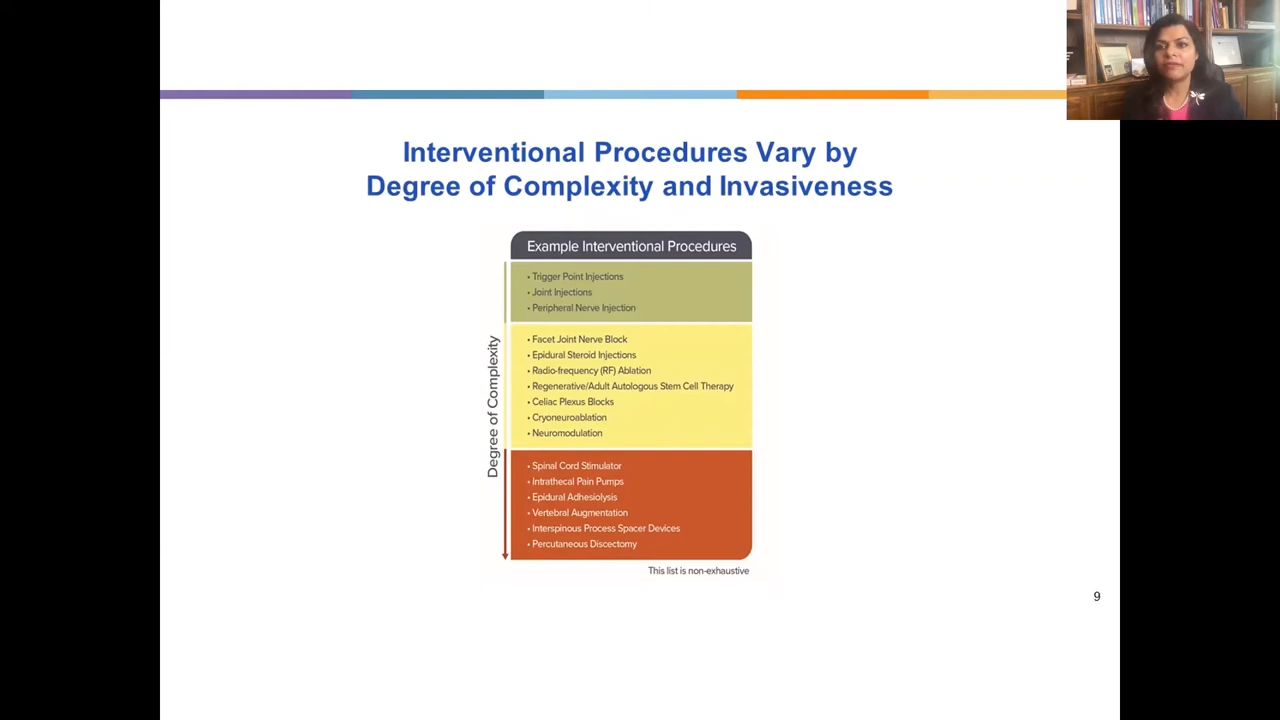 Interventional Procedures Vary by
Degree of Complexity and Invasiveness
Example Interventional Procedures
Degree of Complexity
• Trigger Point Injections
• Joint Injections
• Peripheral Nerve Injection
• Facet Joint Nerve Block
• Epidural Steroid Injections
• Radio-frequency (RF) Ablation
• Regenerative/Adult Autologous Stem Cell Therapy
• Celiac Plexus Blocks
• Cryoneuroablation
• Neuromodulation
• Spinal Cord Stimulator
• Intrathecal Pain Pumps
• Epidural Adhesiolysis
• Vertebral Augmentation
• Interspinous Process Spacer Devices
• Percutaneous Discectomy
This list is non-exhaustive
9